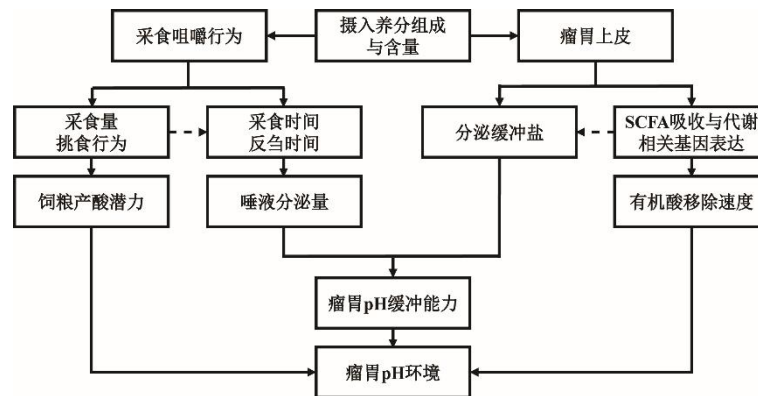 采食咀嚼行为
摄入养分组成
与含量
瘤胃上皮
采食量
挑食行为
采食时间
反刍时间
分泌缓冲盐
SCFA吸收与代谢
相关基因表达
饲粮产酸潜力
唾液分泌量
有机酸移除速度
瘤胃pH缓冲能力
瘤胃pH环境